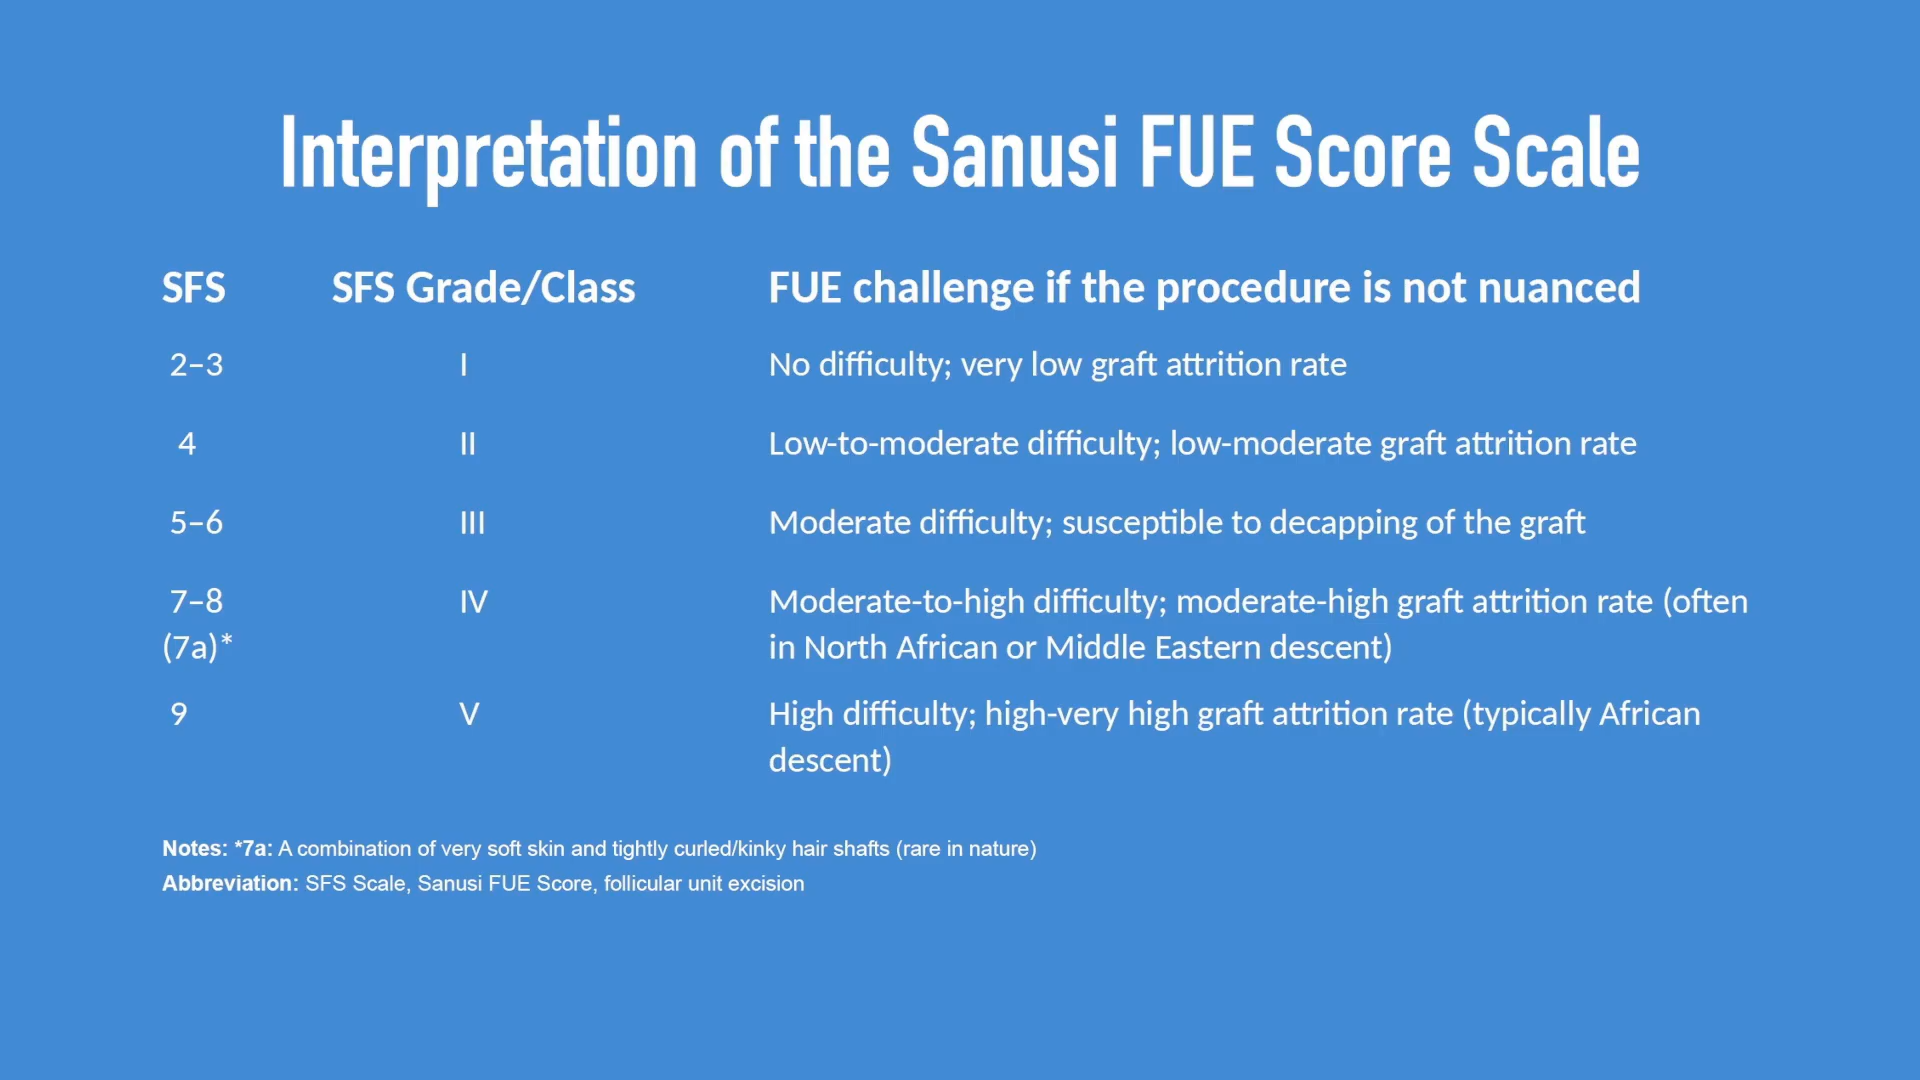 Interpretation of the Sanusi FUE Score Scale
SFS SFS Grade/Class FUE challenge if the procedure is not nuanced
2–3 I No difficulty; very low graft attrition rate
4 II Low-to-moderate difficulty; low-moderate graft attrition rate
5–6 III Moderate difficulty; susceptible to decapping of the graft
7–8 IV Moderate-to-high difficulty; moderate-high graft attrition rate (often
(7a)* in North African or Middle Eastern descent)
9 V High difficulty; high-very high graft attrition rate (typically African
descent)
Notes: *7a: A combination of very soft skin and tightly curled/kinky hair shafts (rare in nature)
Abbreviation: SFS Scale, Sanusi FUE Score, follicular unit excision